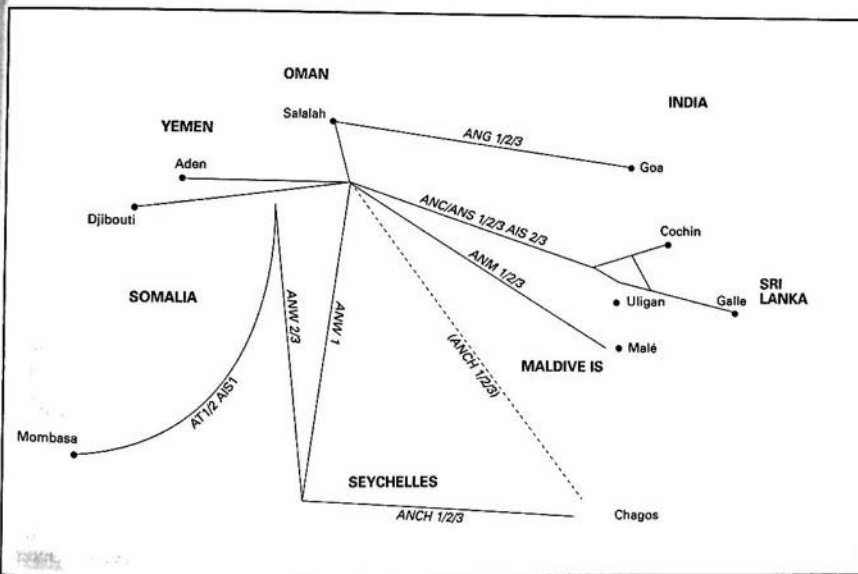 OMAN
INDIA
Salalah
YEMEN
ANG 1/2/3
Aden
Goa
ANC/ANS 1/2/3 AIS 2/3
Djibouti
Cochin
ANM 1/2/3
SOMALIA
SRI
LANKA
Uligan
Galle
ANW 2/3
ANW 1
(ANCH 1/2/3)
Malé
MALDIVE IS
AT1/2 AIS1
Mombasa
SEYCHELLES
ANCH 1/2/3
Chagos